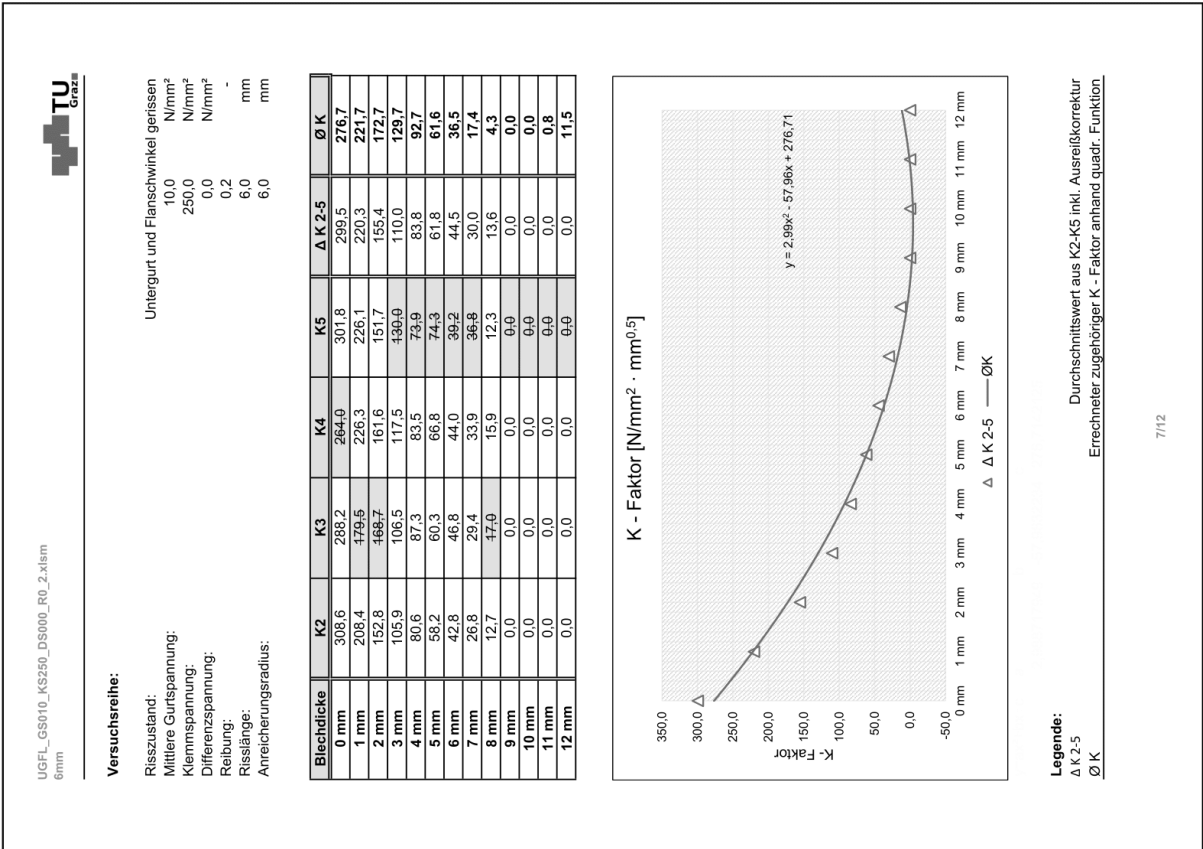 UGFL_GS010_KS250_DS000_R0_2.xlsm
6mm
TU
Graz
Versuchsreihe:
Risszustand: Untergurt und Flanschwinkel gerissen
Mittlere Gurtspannung: 10,0 N/mm²
Klemmspannung: 250,0 N/mm²
Differenzspannung: 0,0 N/mm²
Reibung: 0,2 -
Risslänge: 6,0 mm
Anreicherungsradius: 6,0 mm
Blechdicke K2 K3 K4 K5 Δ K 2-5 Ø K
0 mm 308,6 288,2 264,0 301,8 299,5 276,7
1 mm 208,4 179,5 226,3 226,1 220,3 221,7
2 mm 152,8 168,7 161,6 151,7 155,4 172,7
3 mm 105,9 106,5 117,5 130,0 110,0 129,7
4 mm 80,6 87,3 83,5 73,9 83,8 92,7
5 mm 58,2 60,3 66,8 74,3 61,8 61,6
6 mm 42,8 46,8 44,0 39,2 44,5 36,5
7 mm 26,8 29,4 33,9 36,8 30,0 17,4
8 mm 12,7 17,0 15,9 12,3 13,6 4,3
9 mm 0,0 0,0 0,0 0,0 0,0 0,0
10 mm 0,0 0,0 0,0 0,0 0,0 0,0
11 mm 0,0 0,0 0,0 0,0 0,0 0,8
12 mm 0,0 0,0 0,0 0,0 0,0 11,5
K - Faktor [N/mm² · mm⁰·⁵]
K- Faktor
350,0
300,0
250,0
200,0
150,0
100,0
50,0
0,0
-50,0
y = 2,99x² - 57,96x + 276,71
0 mm 1 mm 2 mm 3 mm 4 mm 5 mm 6 mm 7 mm 8 mm 9 mm 10 mm 11 mm 12 mm
Δ K 2-5 ØK
Legende:
Δ K 2-5 Durchschnittswert aus K2-K5 inkl. Ausreißkorrektur
Ø K Errechneter zugehöriger K - Faktor anhand quadr. Funktion
7/12